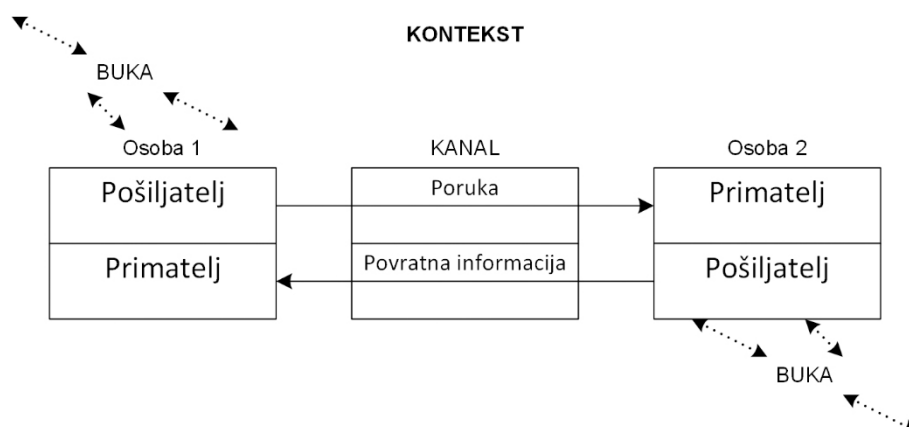 KONTEKST
BUKA
Osoba 1
KANAL
Osoba 2
Pošiljatelj
Poruka
Primatelj
Primatelj
Povratna informacija
Pošiljatelj
BUKA